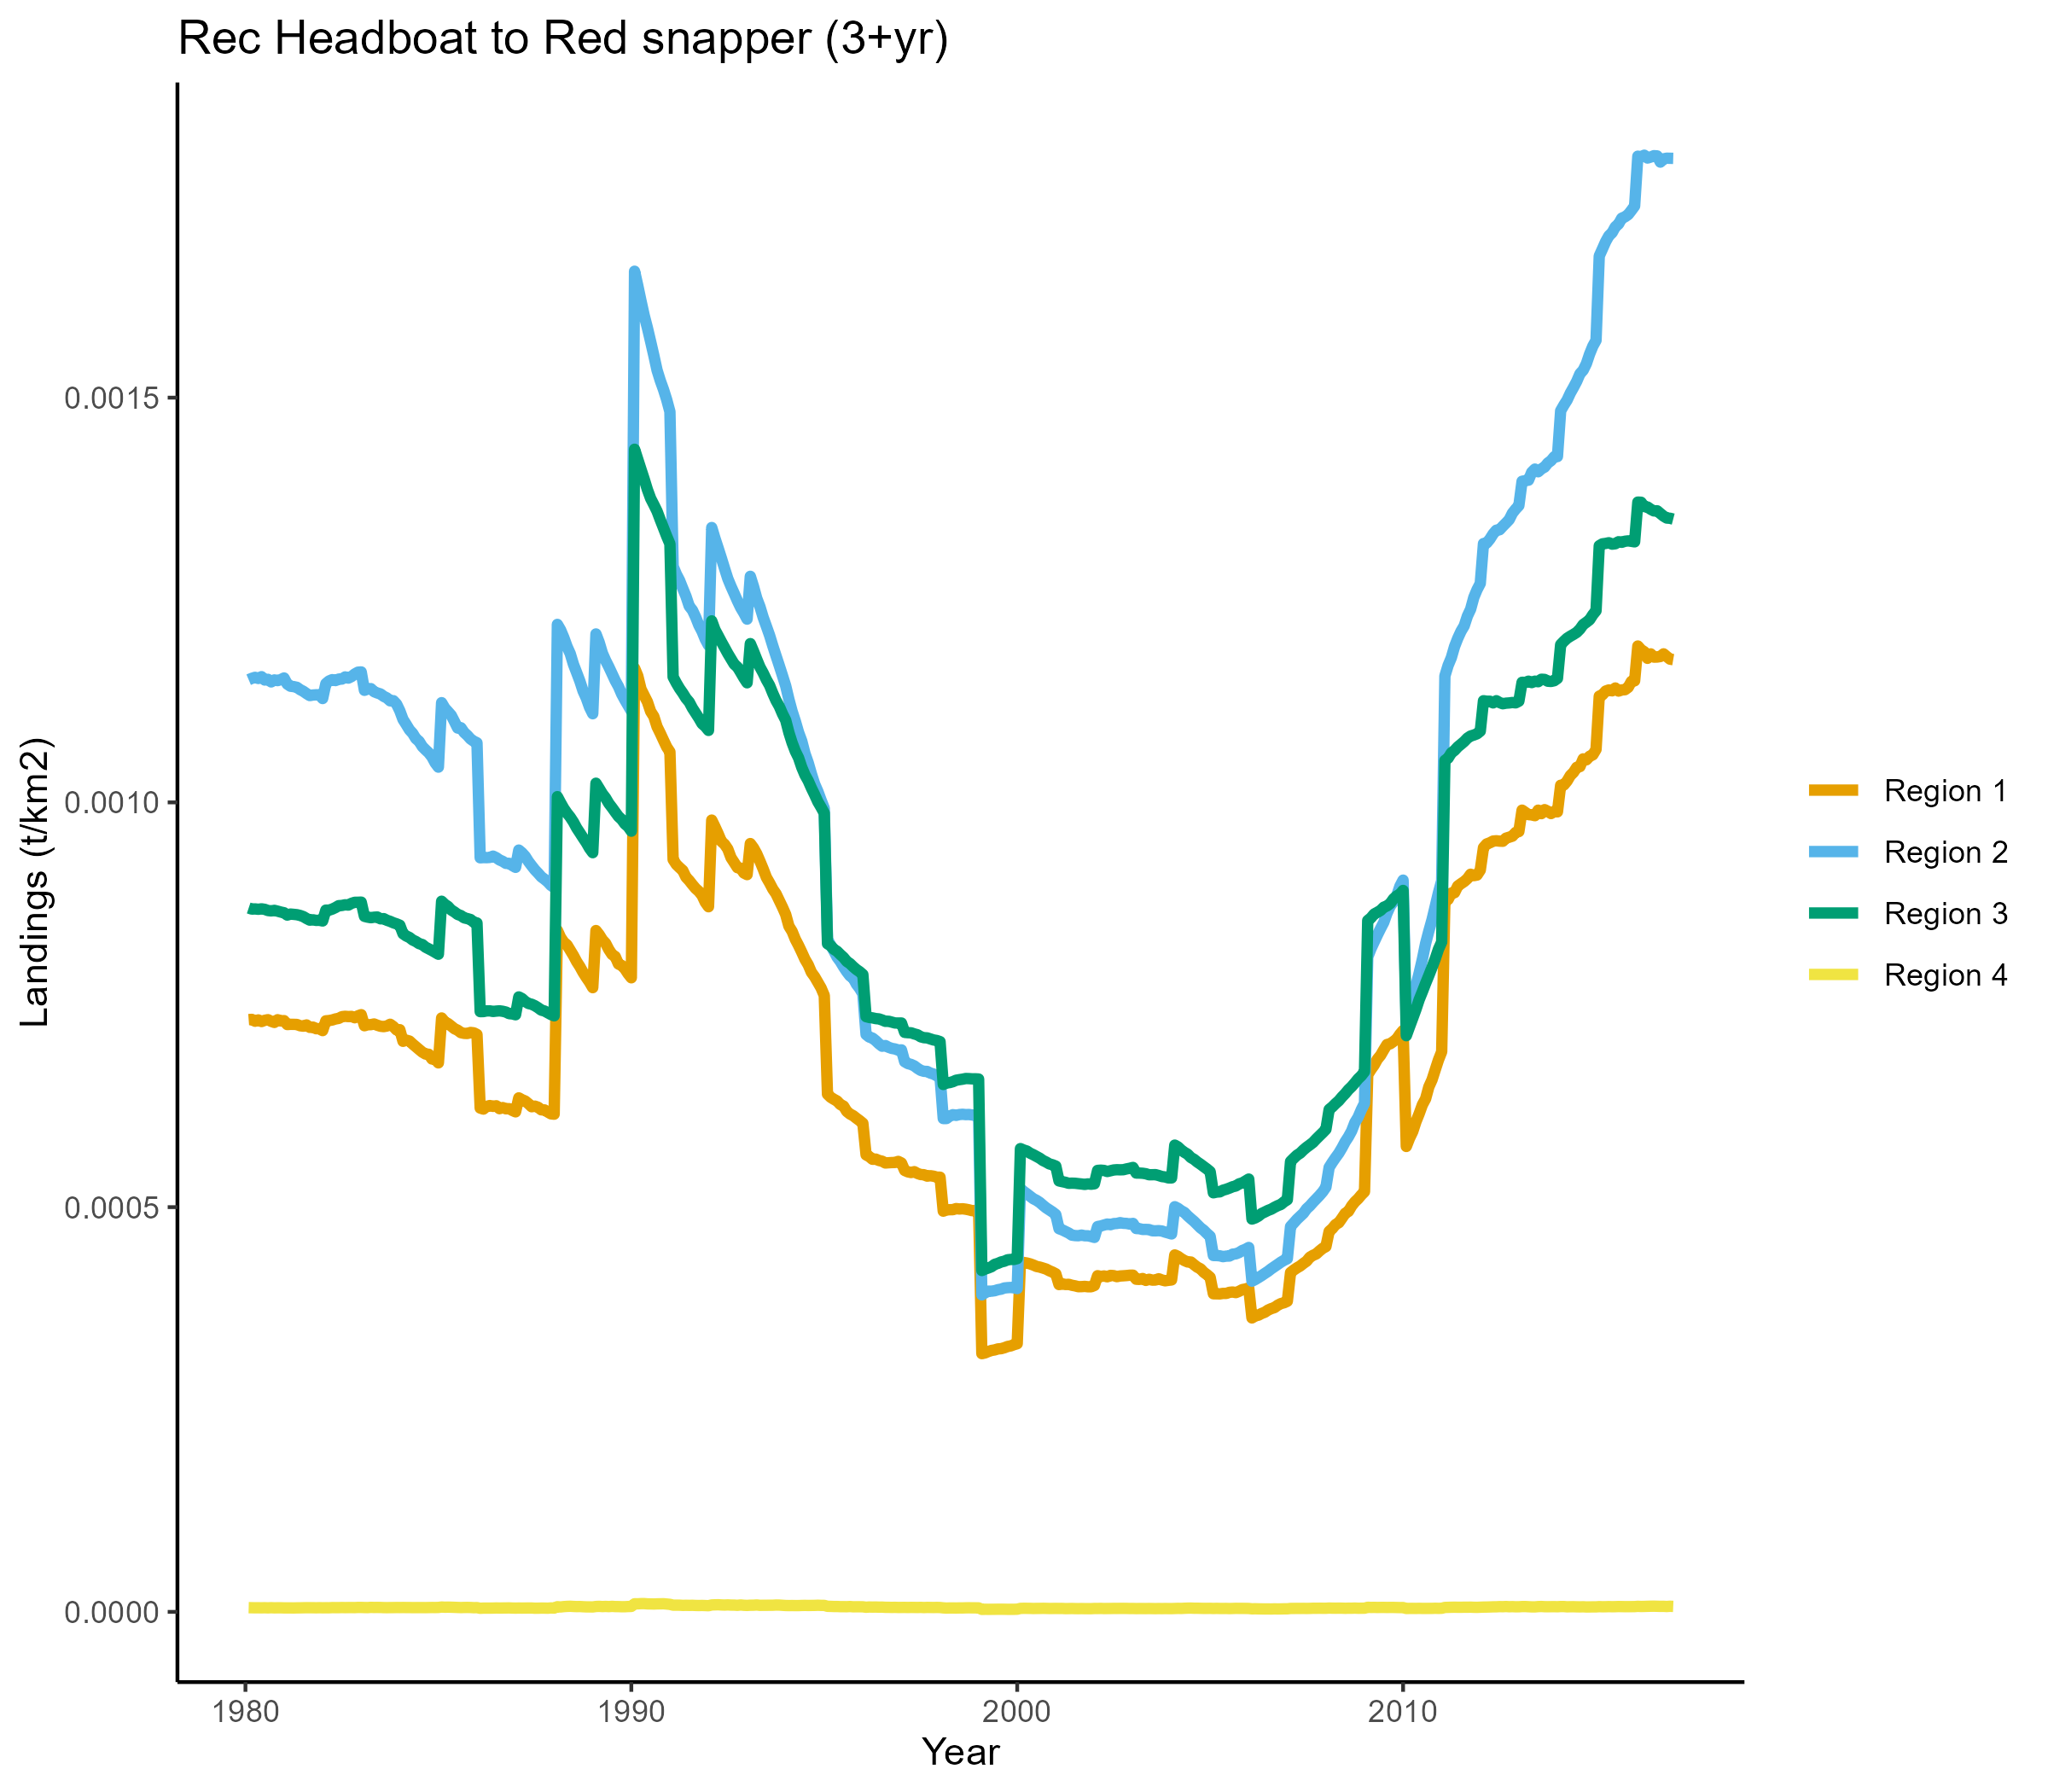 Rec Headboat to Red snapper (3+yr)
Landings (t/km2)
0.0015
0.0010
0.0005
0.0000
1980 1990 2000 2010
Year
Region 1
Region 2
Region 3
Region 4